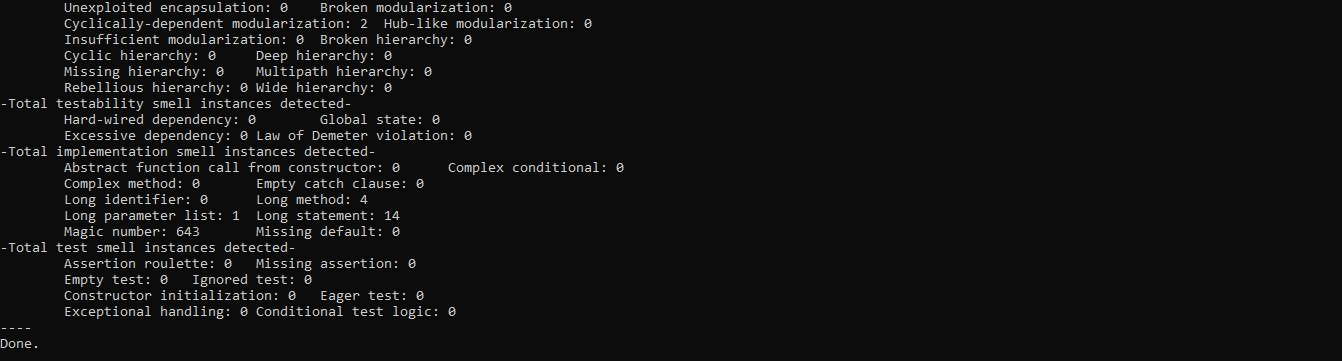 Unexploited encapsulation: 0    Broken modularization: 0
Cyclically-dependent modularization: 2  Hub-like modularization: 0
Insufficient modularization: 0  Broken hierarchy: 0
Cyclic hierarchy: 0     Deep hierarchy: 0
Missing hierarchy: 0    Multipath hierarchy: 0
Rebellious hierarchy: 0 Wide hierarchy: 0
-Total testability smell instances detected-
Hard-wired dependency: 0        Global state: 0
Excessive dependency: 0 Law of Demeter violation: 0
-Total implementation smell instances detected-
Abstract function call from constructor: 0      Complex conditional: 0
Complex method: 0       Empty catch clause: 0
Long identifier: 0      Long method: 4
Long parameter list: 1  Long statement: 14
Magic number: 643       Missing default: 0
-Total test smell instances detected-
Assertion roulette: 0   Missing assertion: 0
Empty test: 0   Ignored test: 0
Constructor initialization: 0   Eager test: 0
Exceptional handling: 0 Conditional test logic: 0
----
Done.